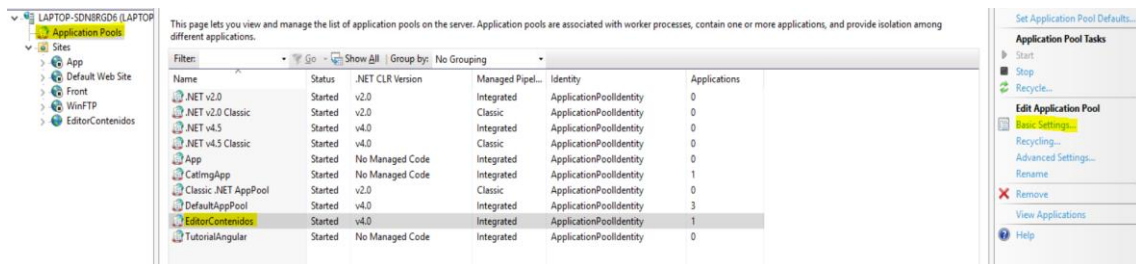 LAPTOP-SDN8RGD6 (LAPTOP
Application Pools
Sites
App
Default Web Site
Front
WinFTP
EditorContenidos
This page lets you view and manage the list of application pools on the server. Application pools are associated with worker processes, contain one or more applications, and provide isolation among
different applications.
Filter: Go Show All Group by: No Grouping
Name Status .NET CLR Version Managed Pipel... Identity Applications
.NET v2.0 Started v2.0 Integrated ApplicationPoolIdentity 0
.NET v2.0 Classic Started v2.0 Classic ApplicationPoolIdentity 0
.NET v4.5 Started v4.0 Integrated ApplicationPoolIdentity 0
.NET v4.5 Classic Started v4.0 Classic ApplicationPoolIdentity 0
App Started No Managed Code Integrated ApplicationPoolIdentity 0
CatImgApp Started No Managed Code Integrated ApplicationPoolIdentity 1
Classic .NET AppPool Started v2.0 Classic ApplicationPoolIdentity 0
DefaultAppPool Started v4.0 Integrated ApplicationPoolIdentity 3
EditorContenidos Started v4.0 Integrated ApplicationPoolIdentity 1
TutorialAngular Started No Managed Code Integrated ApplicationPoolIdentity 0
Set Application Pool Defaults...
Application Pool Tasks
Start
Stop
Recycle...
Edit Application Pool
Basic Settings...
Recycling...
Advanced Settings...
Rename
Remove
View Applications
Help